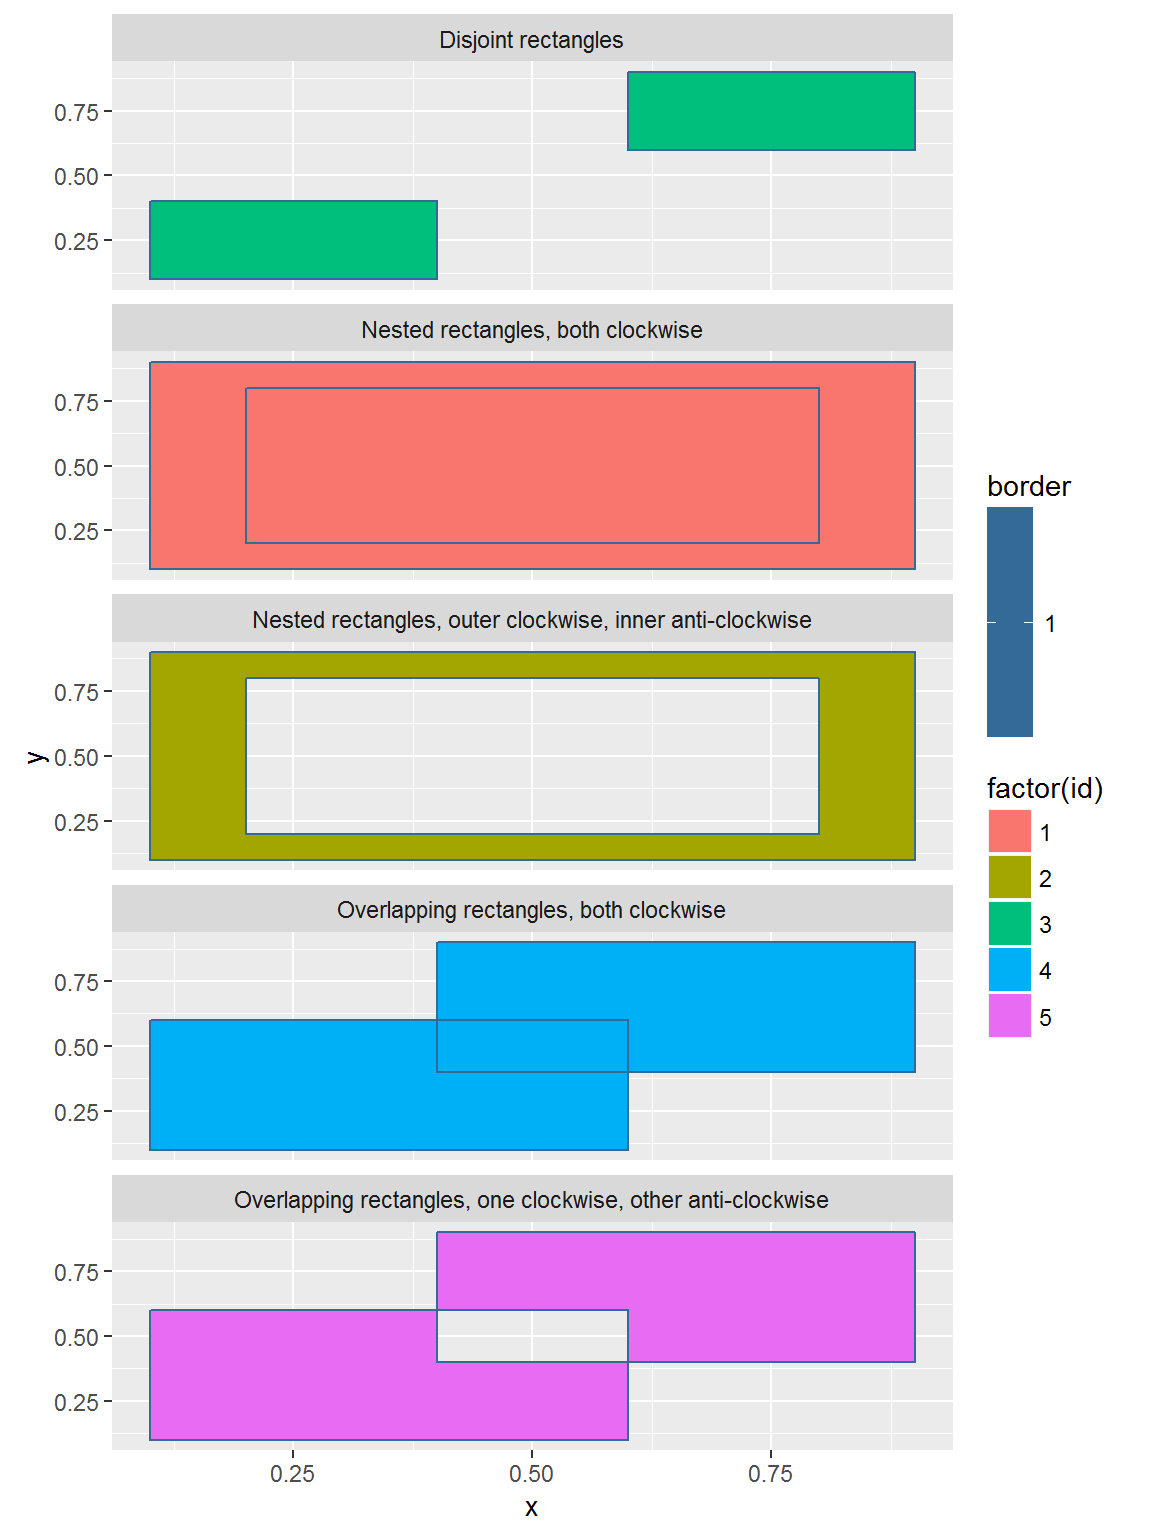 Disjoint rectangles
0.75
0.50
0.25
Nested rectangles, both clockwise
0.75
0.50
0.25
Nested rectangles, outer clockwise, inner anti-clockwise
0.75
0.50
0.25
Overlapping rectangles, both clockwise
0.75
0.50
0.25
Overlapping rectangles, one clockwise, other anti-clockwise
0.75
0.50
0.25
0.25 0.50 0.75
x
y
border
1
factor(id)
1
2
3
4
5